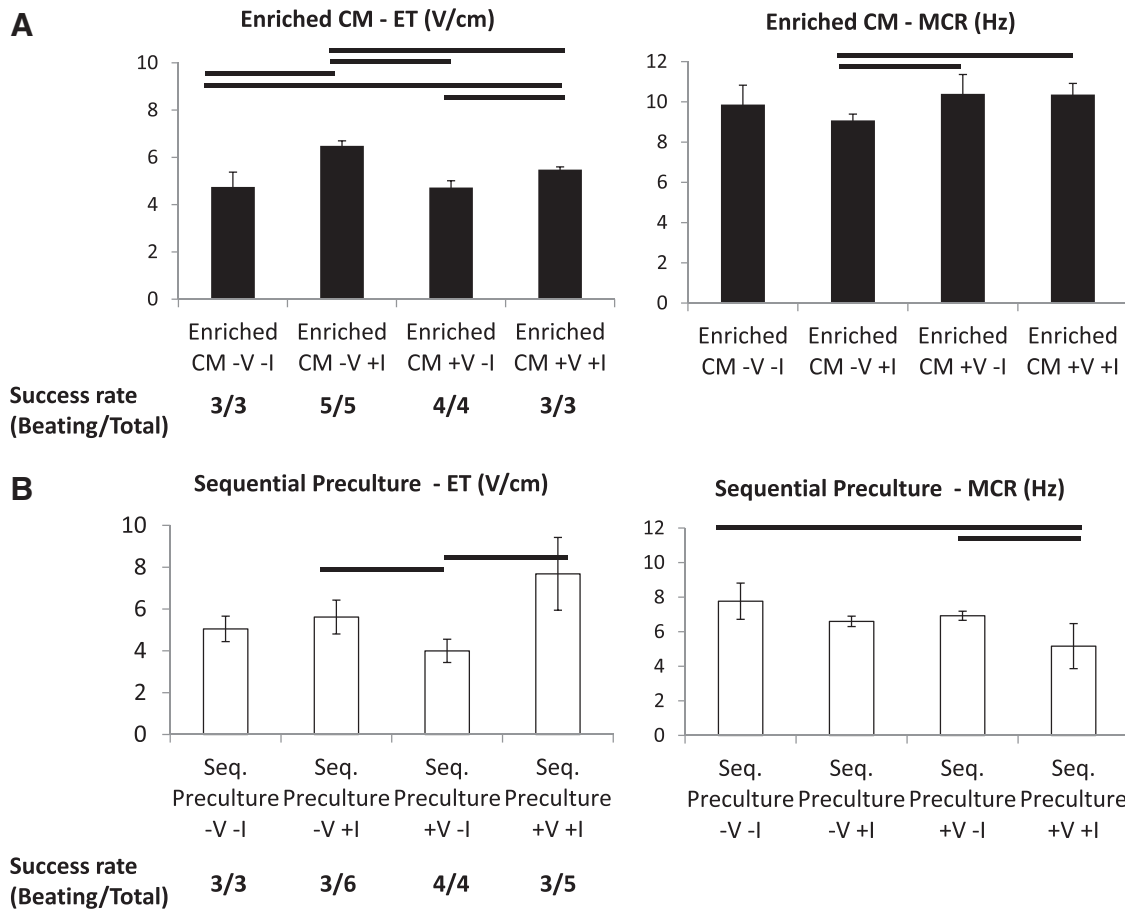 A
Enriched CM - ET (V/cm)
10
8
6
4
2
0
Enriched Enriched Enriched Enriched
CM -V -I CM -V +I CM +V -I CM +V +I
Success rate
(Beating/Total)
3/3 5/5 4/4 3/3
Enriched CM - MCR (Hz)
12
10
8
6
4
2
0
Enriched Enriched Enriched Enriched
CM -V -I CM -V +I CM +V -I CM +V +I
B
Sequential Preculture - ET (V/cm)
10
8
6
4
2
0
Seq. Seq. Seq. Seq.
Preculture Preculture Preculture Preculture
-V -I -V +I +V -I +V +I
Success rate
(Beating/Total)
3/3 3/6 4/4 3/5
Sequential Preculture - MCR (Hz)
12
10
8
6
4
2
0
Seq. Seq. Seq. Seq.
Preculture Preculture Preculture Preculture
-V -I -V +I +V -I +V +I